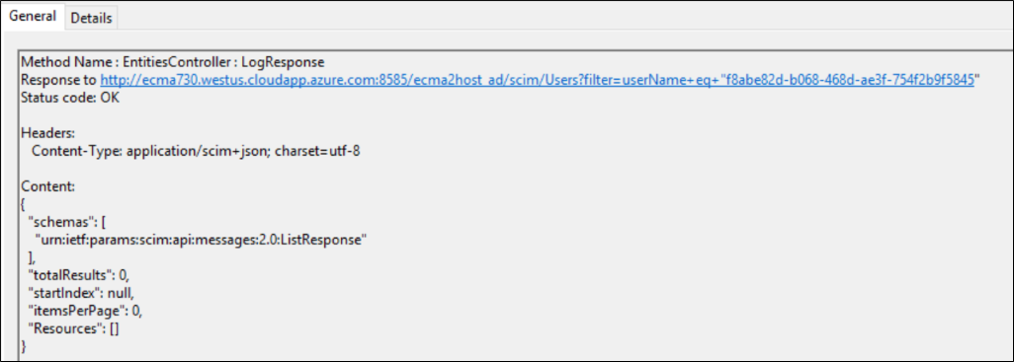 General Details
Method Name : EntitiesController : LogResponse
Response to http://ecma730.westus.cloudapp.azure.com:8585/ecma2host_ad/scim/Users?filter=userName+eq+"f8abe82d-b068-468d-ae3f-754f2b9f5845"
Status code: OK
Headers:
Content-Type: application/scim+json; charset=utf-8
Content:
{
"schemas": [
"urn:ietf:params:scim:api:messages:2.0:ListResponse"
],
"totalResults": 0,
"startIndex": null,
"itemsPerPage": 0,
"Resources": []
}